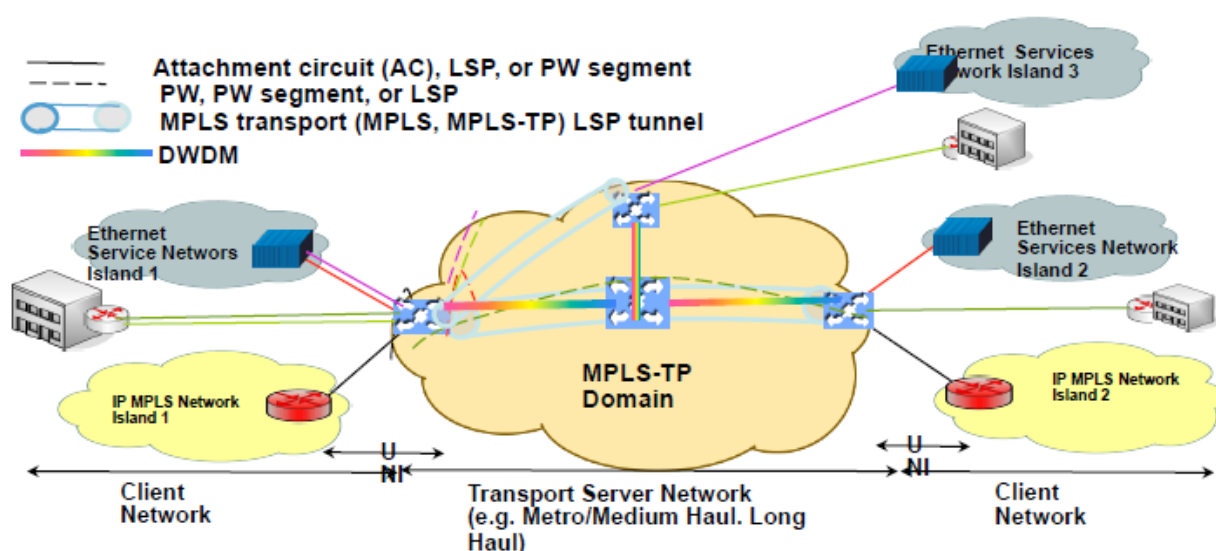 Attachment circuit (AC), LSP, or PW segment
PW, PW segment, or LSP
MPLS transport (MPLS, MPLS-TP) LSP tunnel
DWDM
Ethernet Services
Network Island 3
Ethernet
Service Networs
Island 1
Ethernet
Services Network
Island 2
MPLS-TP
Domain
IP MPLS Network
Island 1
IP MPLS Network
Island 2
U
NI
U
NI
Client
Network
Transport Server Network
(e.g. Metro/Medium Haul. Long
Haul)
Client
Network